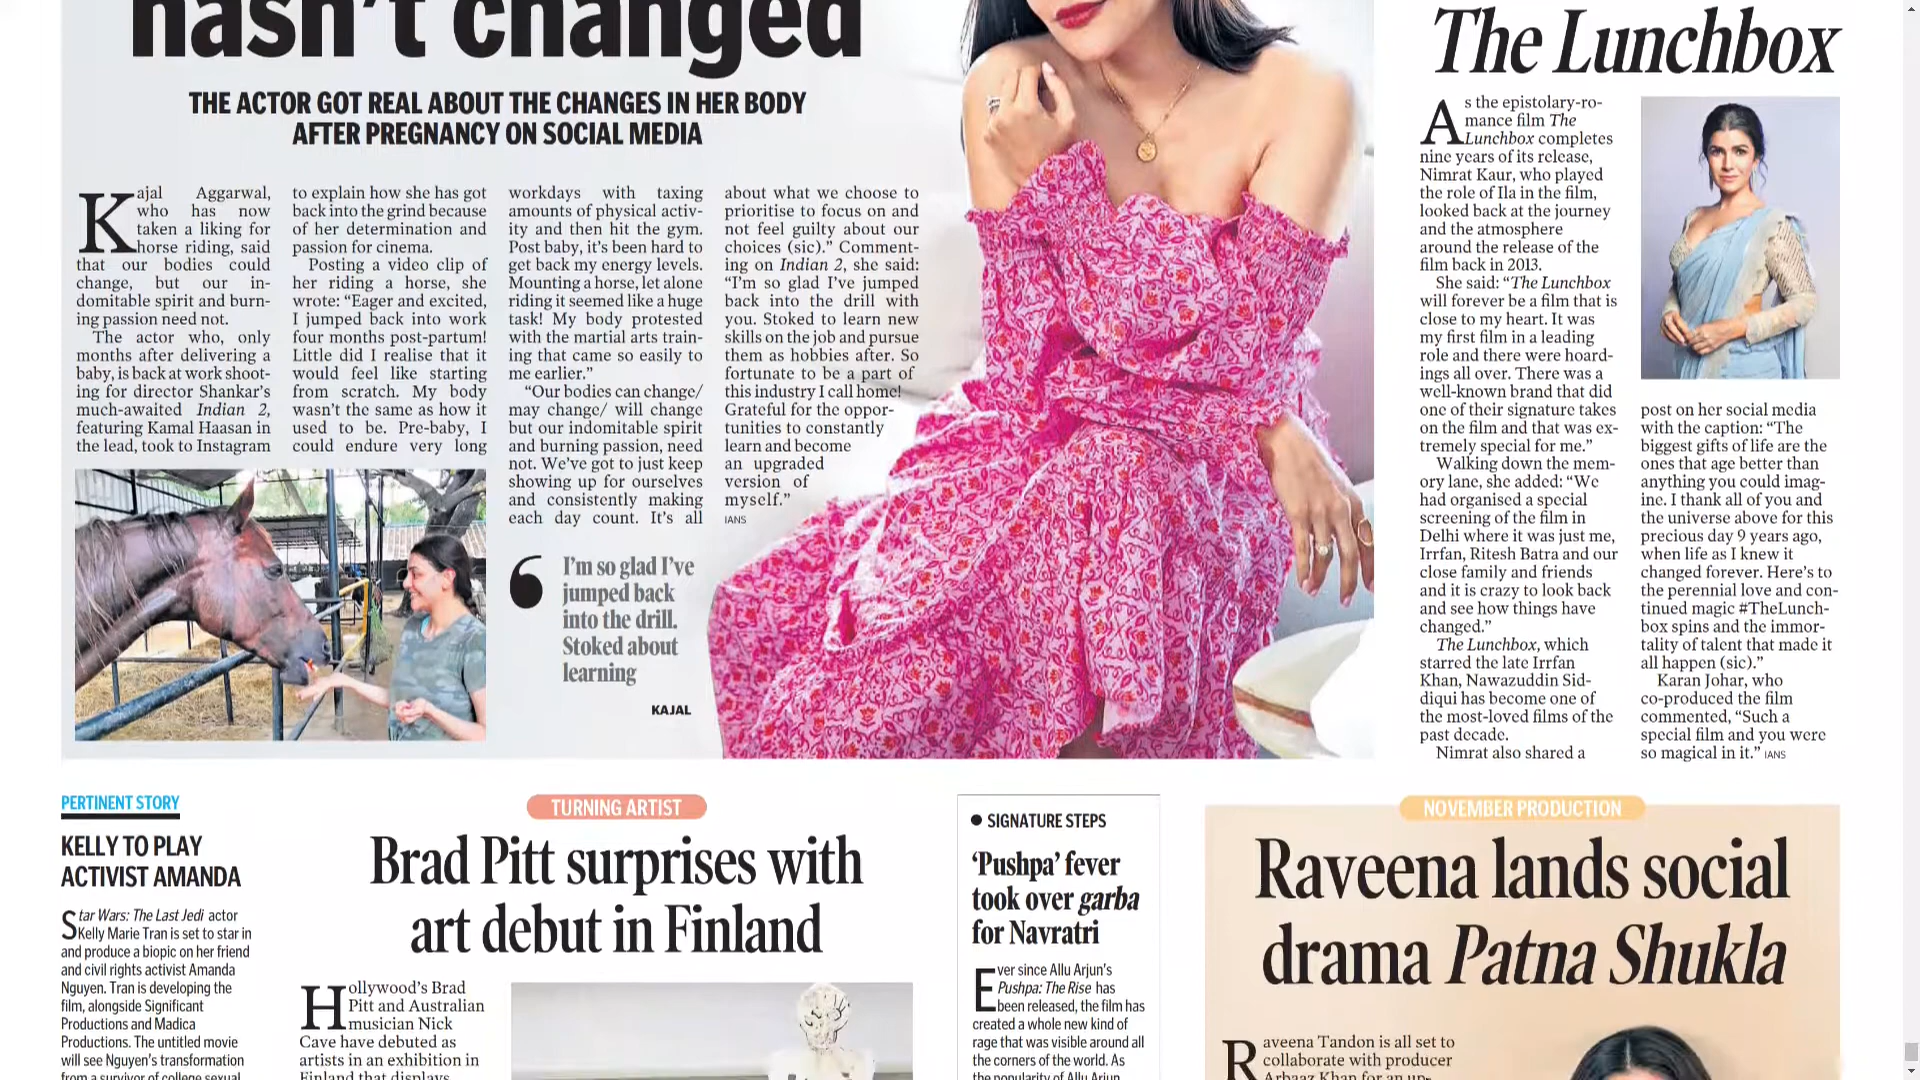 hasn't changed
THE ACTOR GOT REAL ABOUT THE CHANGES IN HER BODY
AFTER PREGNANCY ON SOCIAL MEDIA
Kajal Aggarwal,
who has now
taken a liking for
horse riding, said
that our bodies could
change, but our in-
domitable spirit and burn-
ing passion need not.
The actor who, only
months after delivering a
baby, is back at work shoot-
ing for director Shankar's
much-awaited Indian 2,
featuring Kamal Haasan in
the lead, took to Instagram
to explain how she has got
back into the grind because
of her determination and
passion for cinema.
Posting a video clip of
her riding a horse, she
wrote: "Eager and excited,
I jumped back into work
four months post-partum!
Little did I realise that it
would feel like starting
from scratch. My body
wasn't the same as how it
used to be. Pre-baby, I
could endure very long
workdays with taxing
amounts of physical activ-
ity and then hit the gym.
Post baby, it's been hard to
get back my energy levels.
Mounting a horse, let alone
riding it seemed like a huge
task! My body protested
with the martial arts train-
ing that came so easily to
me earlier."
"Our bodies can change/
may change/ will change
but our indomitable spirit
and burning passion, need
not. We've got to just keep
showing up for ourselves
and consistently making
each day count. It's all
about what we choose to
prioritise to focus on and
not feel guilty about our
choices (sic)." Comment-
ing on Indian 2, she said:
"I'm so glad I've jumped
back into the drill with
you. Stoked to learn new
skills on the job and pursue
them as hobbies after. So
fortunate to be a part of
this industry I call home!
Grateful for the oppor-
tunities to constantly
learn and become
an upgraded
version of
myself."
IANS
‘ I'm so glad I've
jumped back
into the drill.
Stoked about
learning
KAJAL
The Lunchbox
As the epistolary-ro-
mance film The
Lunchbox completes
nine years of its release,
Nimrat Kaur, who played
the role of Ila in the film,
looked back at the journey
and the atmosphere
around the release of the
film back in 2013.
She said: "The Lunchbox
will forever be a film that is
close to my heart. It was
my first film in a leading
role and there were hoard-
ings all over. There was a
well-known brand that did
one of their signature takes
on the film and that was ex-
tremely special for me."
Walking down the mem-
ory lane, she added: "We
had organised a special
screening of the film in
Delhi where it was just me,
Irrfan, Ritesh Batra and our
close family and friends
and it is crazy to look back
and see how things have
changed."
The Lunchbox, which
starred the late Irrfan
Khan, Nawazuddin Sid-
diqui has become one of
the most-loved films of the
past decade.
Nimrat also shared a
post on her social media
with the caption: "The
biggest gifts of life are the
ones that age better than
anything you could imag-
ine. I thank all of you and
the universe above for this
precious day 9 years ago,
when life as I knew it
changed forever. Here's to
the perennial love and con-
tinued magic #TheLunch-
box spins and the immor-
tality of talent that made it
all happen (sic)."
Karan Johar, who
co-produced the film
commented, "Such a
special film and you were
so magical in it." IANS
PERTINENT STORY
KELLY TO PLAY
ACTIVIST AMANDA
Star Wars: The Last Jedi actor
Kelly Marie Tran is set to star in
and produce a biopic on her friend
and civil rights activist Amanda
Nguyen. Tran is developing the
film, alongside Significant
Productions and Madica
Productions. The untitled movie
will see Nguyen's transformation
from a survivor of college sexual
TURNING ARTIST
Brad Pitt surprises with
art debut in Finland
Hollywood's Brad
Pitt and Australian
musician Nick
Cave have debuted as
artists in an exhibition in
Finland that displays
● SIGNATURE STEPS
'Pushpa' fever
took over garba
for Navratri
Ever since Allu Arjun's
Pushpa: The Rise has
been released, the film has
created a whole new kind of
rage that was visible around all
the corners of the world. As
the popularity of Allu Arjun
NOVEMBER PRODUCTION
Raveena lands social
drama Patna Shukla
Raveena Tandon is all set to
collaborate with producer
Arbaaz Khan for an up-